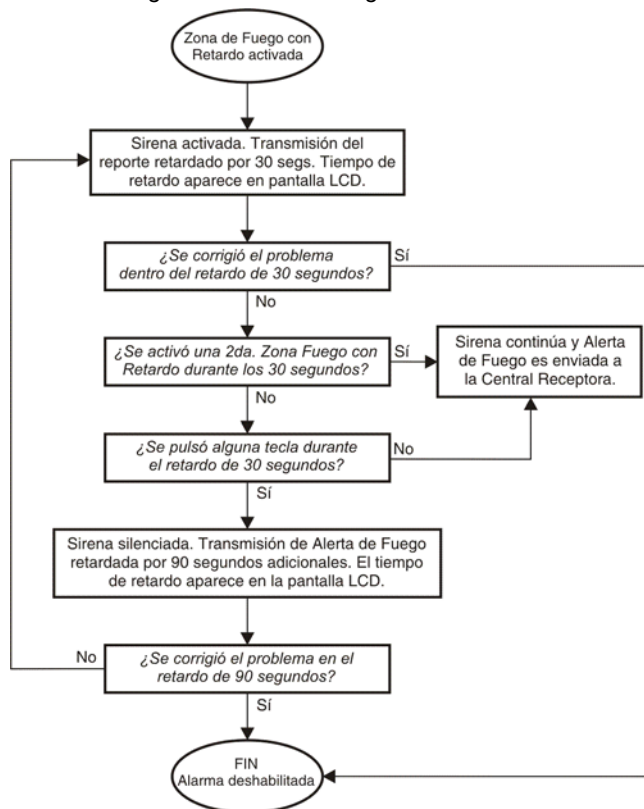 Zona de Fuego con
Retardo activada
Sirena activada. Transmisión del
reporte retardado por 30 segs. Tiempo de
retardo aparece en pantalla LCD.
¿Se corrigió el problema
dentro del retardo de 30 segundos?
Sí
No
¿Se activó una 2da. Zona Fuego con
Retardo durante los 30 segundos?
Sí
Sirena continúa y Alerta
de Fuego es enviada a
la Central Receptora.
No
¿Se pulsó alguna tecla durante
el retardo de 30 segundos?
No
Sí
Sirena silenciada. Transmisión de Alerta de Fuego
retardada por 90 segundos adicionales. El tiempo
de retardo aparece en la pantalla LCD.
No
¿Se corrigió el problema en el
retardo de 90 segundos?
Sí
FIN
Alarma deshabilitada